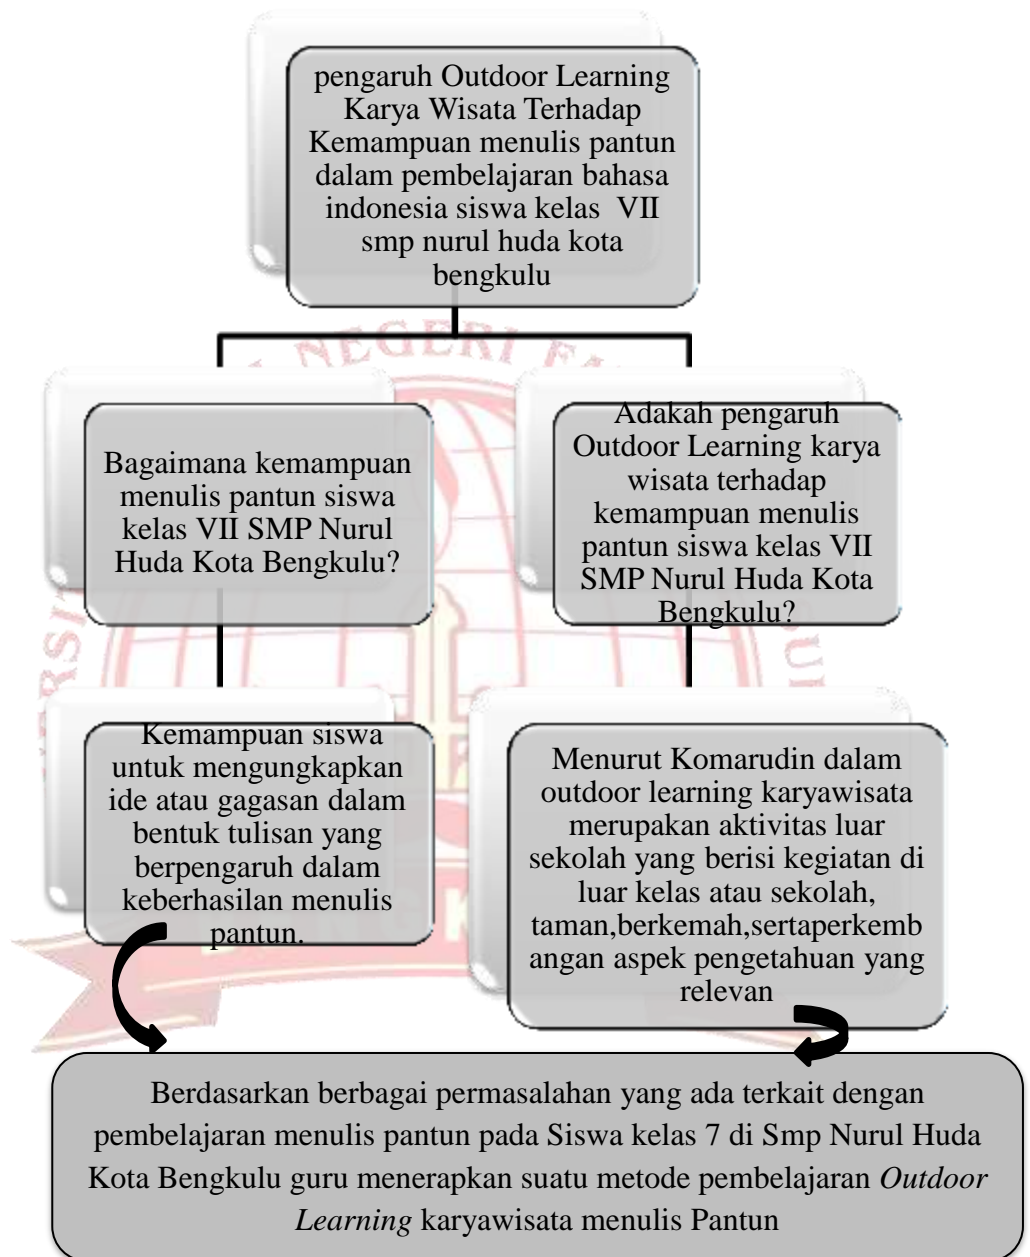 pengaruh Outdoor Learning
Karya Wisata Terhadap
Kemampuan menulis pantun
dalam pembelajaran bahasa
indonesia siswa kelas VII
smp nurul huda kota
bengkulu
Bagaimana kemampuan
menulis pantun siswa
kelas VII SMP Nurul
Huda Kota Bengkulu?
Adakah pengaruh
Outdoor Learning karya
wisata terhadap
kemampuan menulis
pantun siswa kelas VII
SMP Nurul Huda Kota
Bengkulu?
Kemampuan siswa
untuk mengungkapkan
ide atau gagasan dalam
bentuk tulisan yang
berpengaruh dalam
keberhasilan menulis
pantun.
Menurut Komarudin dalam
outdoor learning karyawisata
merupakan aktivitas luar
sekolah yang berisi kegiatan di
luar kelas atau sekolah,
taman,berkemah,sertaperkemb
angan aspek pengetahuan yang
relevan
Berdasarkan berbagai permasalahan yang ada terkait dengan
pembelajaran menulis pantun pada Siswa kelas 7 di Smp Nurul Huda
Kota Bengkulu guru menerapkan suatu metode pembelajaran Outdoor
Learning karyawisata menulis Pantun
NEGERI